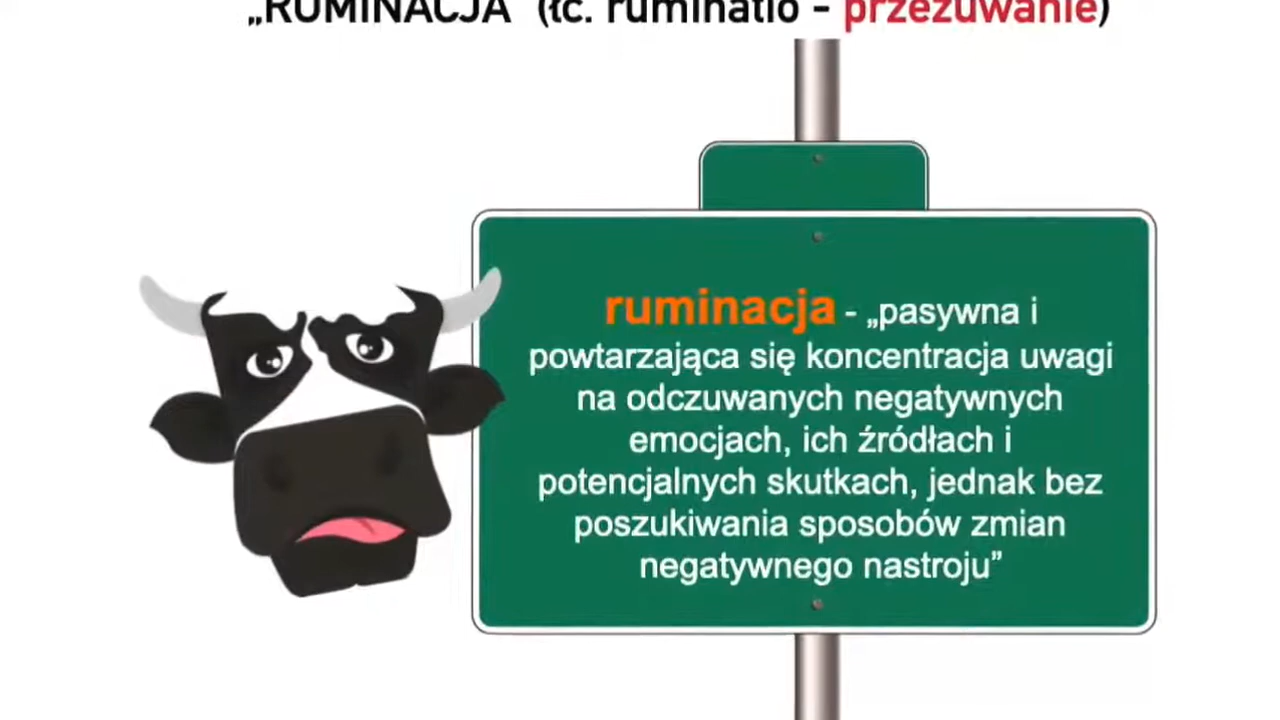 „RUMINACJA" (łc. ruminatio - przeżuwanie)
ruminacja - „pasywna i
powtarzająca się koncentracja uwagi
na odczuwanych negatywnych
emocjach, ich źródłach i
potencjalnych skutkach, jednak bez
poszukiwania sposobów zmian
negatywnego nastroju”